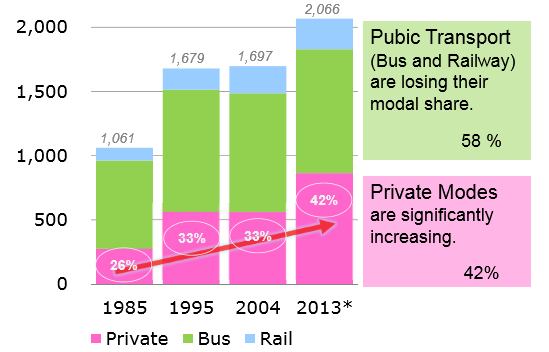 2,066
2,000
1,679
1,697
1,500
1,061
1,000
500
0
26%
33%
33%
42%
1985
1995
2004
2013*
Private
Bus
Rail
Pubic Transport
(Bus and Railway)
are losing their
modal share.
58 %
Private Modes
are significantly
increasing.
42%